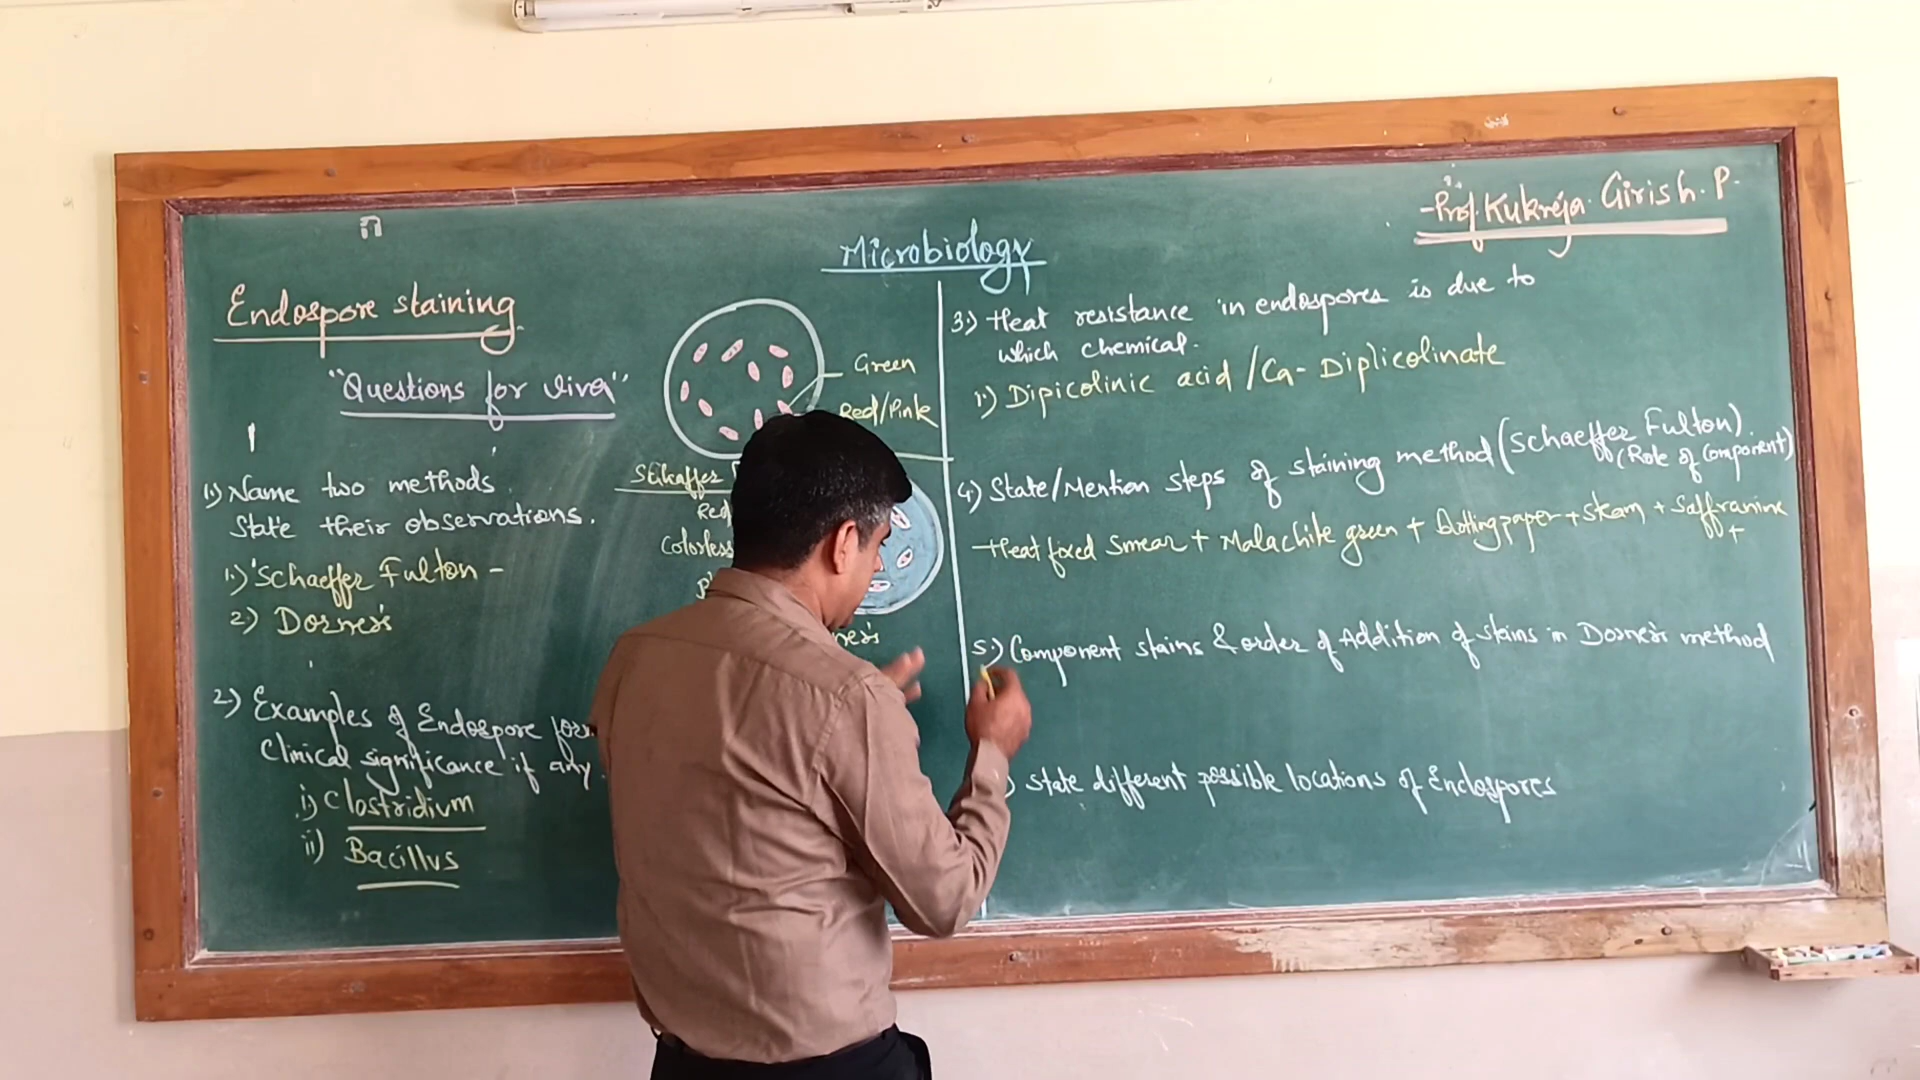 Microbiology
-Prof. Kukreja Girish. P.
Endospore staining
"Questions for viva"
1.) Name two methods
State their observations.
1.) Schaeffer Fulton -
2.) Dorner's
2.) Examples of Endospore
Clinical significance if any.
i) Clostridium
ii) Bacillus
Green
Red/Pink
Red
Colorless
3.) Heat resistance in endospores is due to
which chemical.
1.) Dipicolinic acid / Ca- Diplicolinate
4.) State/Mention steps of staining method (Schaeffer Fulton).
(Role of Component)
Heat fixed Smear + Malachite green + Blotting paper + Steam + Saffranine
+
5.) Component stains & order of Addition of stains in Dorner's method
) State different possible locations of Endospores